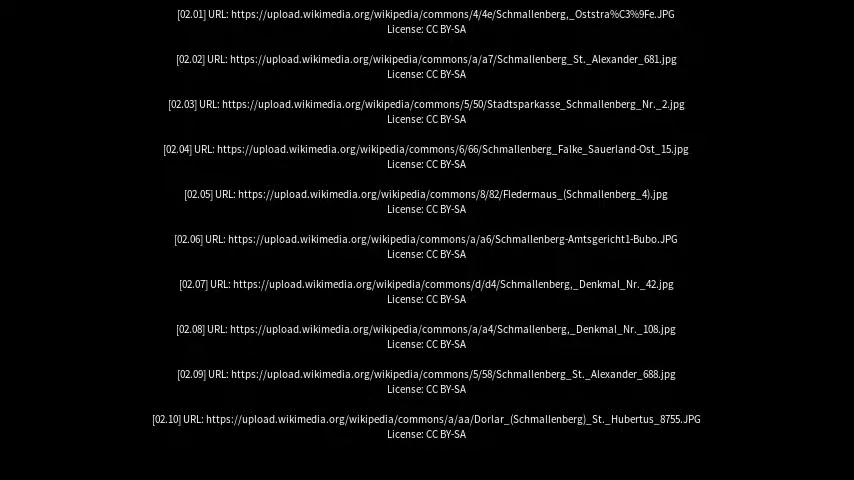 [02.01] URL: https://upload.wikimedia.org/wikipedia/commons/4/4e/Schmallenberg,_Oststra%C3%9Fe.JPG
License: CC BY-SA
[02.02] URL: https://upload.wikimedia.org/wikipedia/commons/a/a7/Schmallenberg_St._Alexander_681.jpg
License: CC BY-SA
[02.03] URL: https://upload.wikimedia.org/wikipedia/commons/5/50/Stadtsparkasse_Schmallenberg_Nr._2.jpg
License: CC BY-SA
[02.04] URL: https://upload.wikimedia.org/wikipedia/commons/6/66/Schmallenberg_Falke_Sauerland-Ost_15.jpg
License: CC BY-SA
[02.05] URL: https://upload.wikimedia.org/wikipedia/commons/8/82/Fledermaus_(Schmallenberg_4).jpg
License: CC BY-SA
[02.06] URL: https://upload.wikimedia.org/wikipedia/commons/a/a6/Schmallenberg-Amtsgericht1-Bubo.JPG
License: CC BY-SA
[02.07] URL: https://upload.wikimedia.org/wikipedia/commons/d/d4/Schmallenberg,_Denkmal_Nr._42.jpg
License: CC BY-SA
[02.08] URL: https://upload.wikimedia.org/wikipedia/commons/a/a4/Schmallenberg,_Denkmal_Nr._108.jpg
License: CC BY-SA
[02.09] URL: https://upload.wikimedia.org/wikipedia/commons/5/58/Schmallenberg_St._Alexander_688.jpg
License: CC BY-SA
[02.10] URL: https://upload.wikimedia.org/wikipedia/commons/a/aa/Dorlar_(Schmallenberg)_St._Hubertus_8755.JPG
License: CC BY-SA